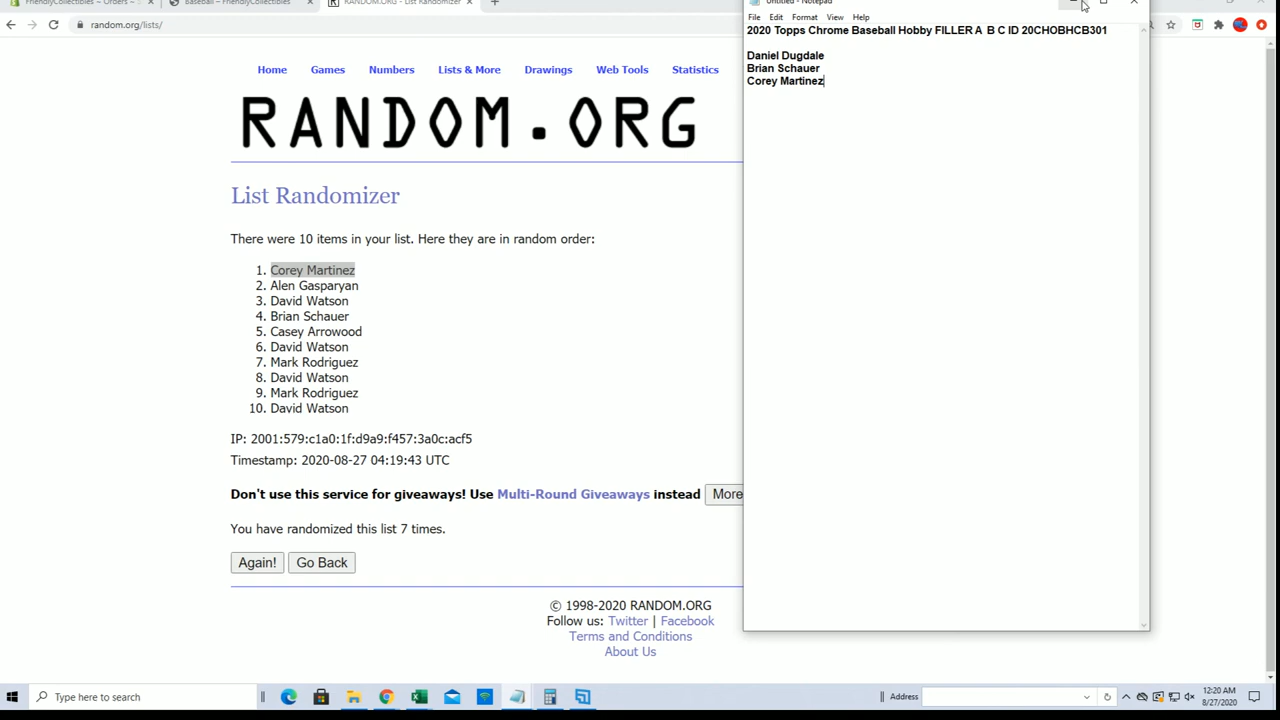 FriendlyCollectibles ~ Orders ~
Baseball – FriendlyCollectibles
RANDOM.ORG - List Randomizer
random.org/lists/
Home Games Numbers Lists & More Drawings Web Tools Statistics
RANDOM.ORG
List Randomizer
There were 10 items in your list. Here they are in random order:
1. Corey Martinez
2. Alen Gasparyan
3. David Watson
4. Brian Schauer
5. Casey Arrowood
6. David Watson
7. Mark Rodriguez
8. David Watson
9. Mark Rodriguez
10. David Watson
IP: 2001:579:c1a0:1f:d9a9:f457:3a0c:acf5
Timestamp: 2020-08-27 04:19:43 UTC
Don't use this service for giveaways! Use Multi-Round Giveaways instead More
You have randomized this list 7 times.
Again! Go Back
© 1998-2020 RANDOM.ORG
Follow us: Twitter | Facebook
Terms and Conditions
About Us
Untitled - Notepad
File Edit Format View Help
2020 Topps Chrome Baseball Hobby FILLER A B C ID 20CHOBHCB301
Daniel Dugdale
Brian Schauer
Corey Martinez
Type here to search
Address
12:20 AM
8/27/2020